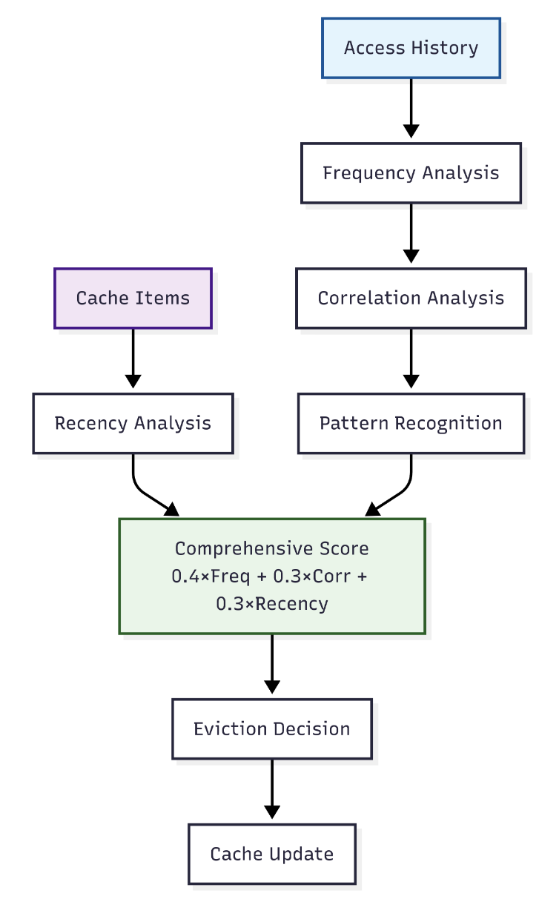 Access History
Frequency Analysis
Cache Items
Correlation Analysis
Recency Analysis
Pattern Recognition
Comprehensive Score
0.4×Freq + 0.3×Corr +
0.3×Recency
Eviction Decision
Cache Update